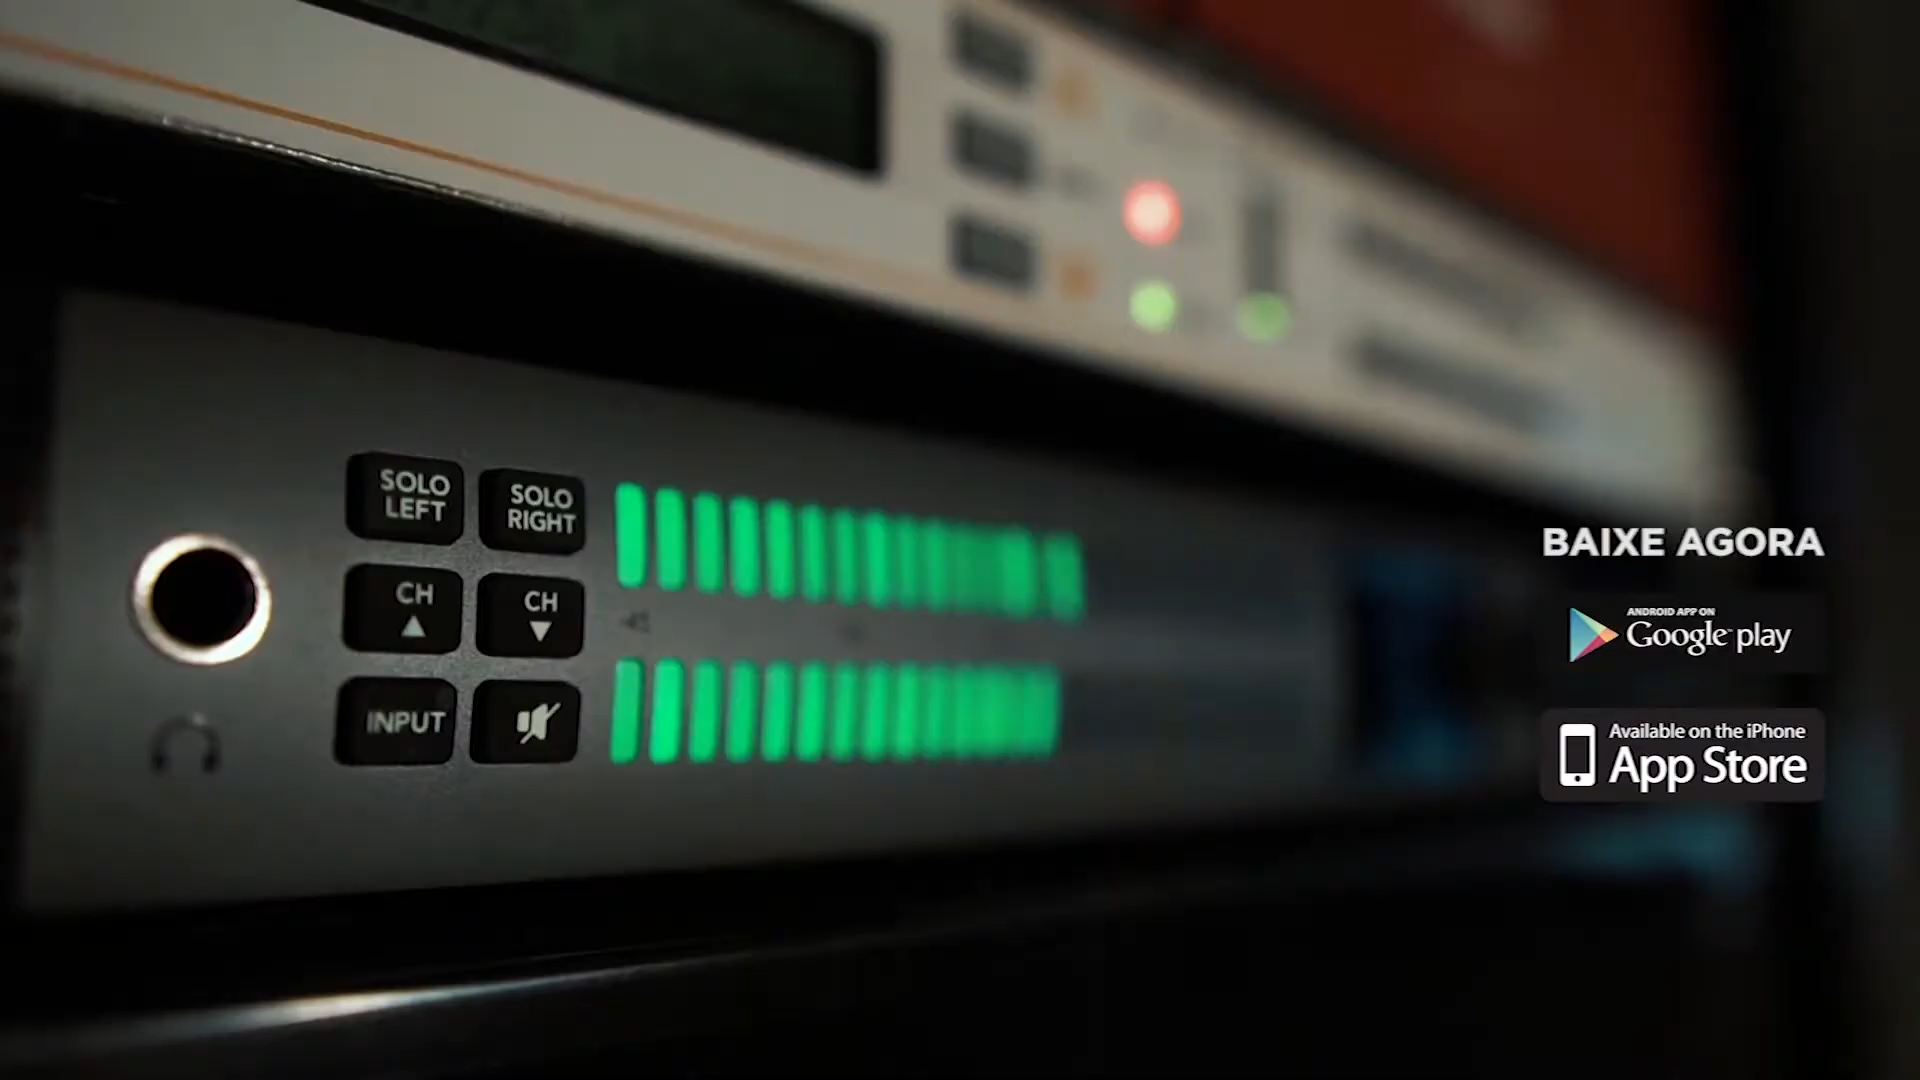 SOLO
LEFT
SOLO
RIGHT
CH
CH
INPUT
-45
BAIXE AGORA
ANDROID APP ON
Google play
Available on the iPhone
App Store